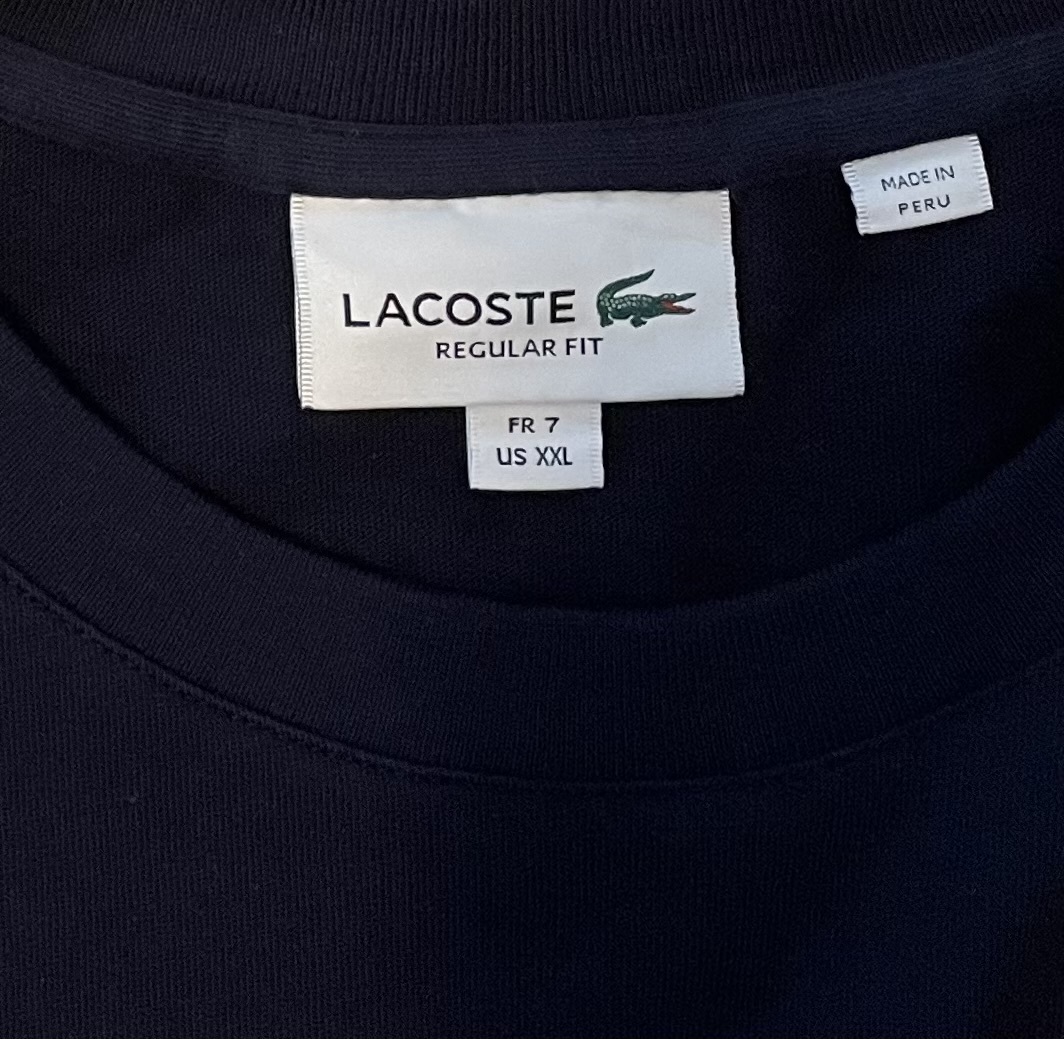 LACOSTE
REGULAR FIT
FR 7
US XXL
MADE IN
PERU